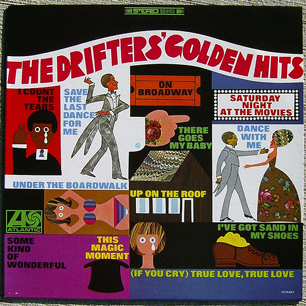 STEREO
THE DRIFTERS' GOLDEN HITS
I COUNT
THE
TEARS
SAVE
THE
LAST
DANCE
FOR
ME
ON
BROADWAY
SATURDAY
NIGHT
AT THE MOVIES
THERE
GOES
MY BABY
DANCE
WITH
ME
UNDER THE BOARDWALK
UP ON THE ROOF
ATLANTIC
SOME
KIND OF
WONDERFUL
THIS
MAGIC
MOMENT
I'VE GOT SAND IN
MY SHOES
(IF YOU CRY) TRUE LOVE, TRUE LOVE